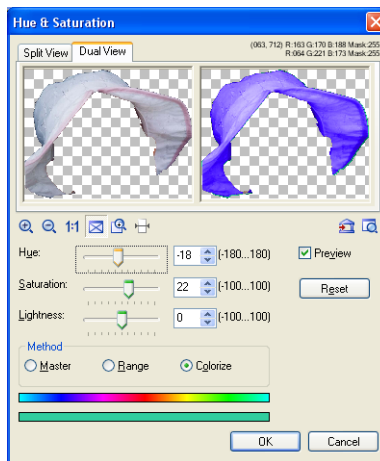 Hue & Saturation
Split View Dual View
(063, 712) R:163 G:170 B:188 Mask:255
R:064 G:221 B:173 Mask:255
1:1
Hue: -18 (-180...180) Preview
Saturation: 22 (-100...100) Reset
Lightness: 0 (-100...100)
Method
Master Range Colorize
OK Cancel